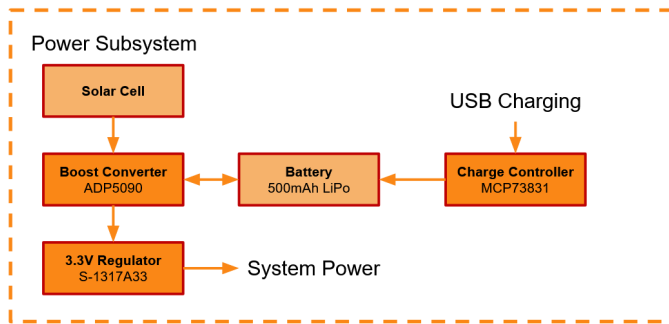 Power Subsystem
Solar Cell
USB Charging
Boost Converter
ADP5090
Battery
500mAh LiPo
Charge Controller
MCP73831
3.3V Regulator
S-1317A33
System Power